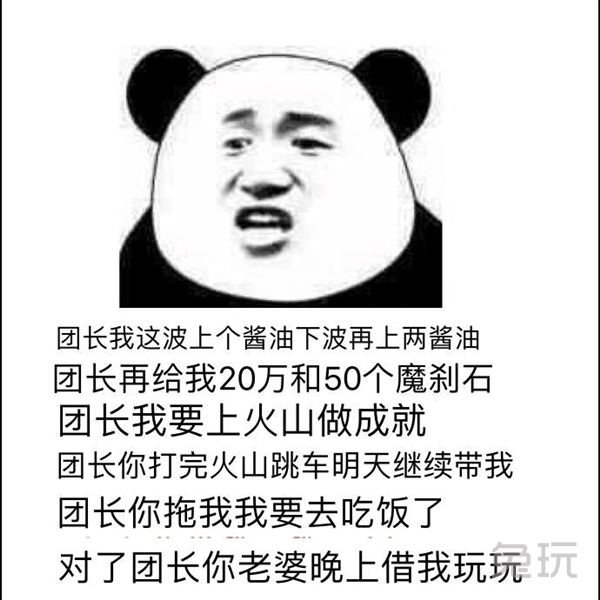 团长我这波上个酱油下波再上两酱油
团长再给我20万和50个魔刹石
团长我要上火山做成就
团长你打完火山跳车明天继续带我
团长你拖我我要去吃饭了
对了团长你老婆晚上借我玩玩
兔玩